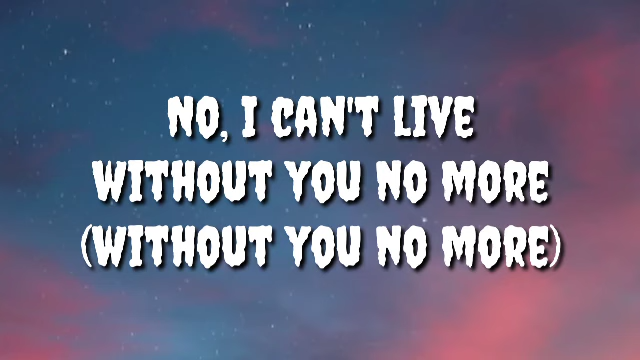 NO, I CAN'T LIVE
WITHOUT YOU NO MORE
(WITHOUT YOU NO MORE)